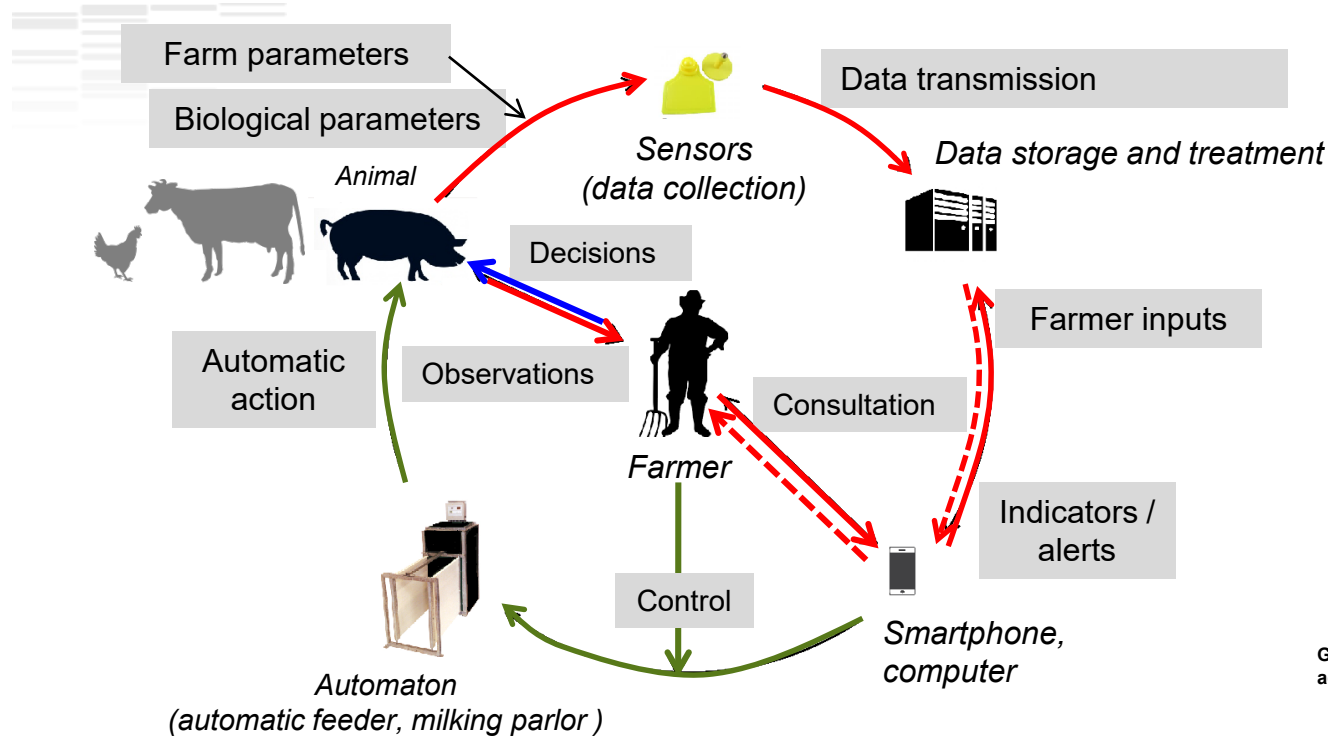 Farm parameters
Biological parameters
Animal
Sensors
(data collection)
Data transmission
Data storage and treatment
Decisions
Farmer inputs
Automatic
action
Observations
Consultation
Farmer
Indicators /
alerts
Control
Smartphone,
computer
Automaton
(automatic feeder, milking parlor )
G
a